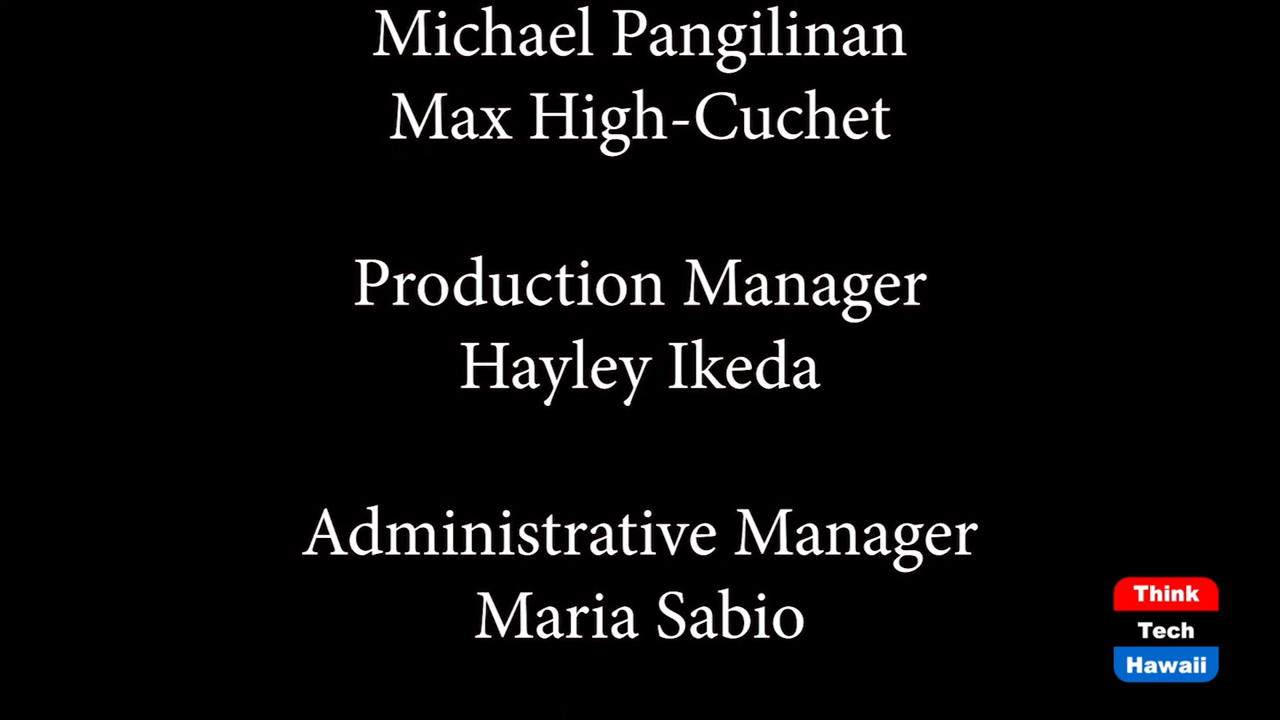 Michael Pangilinan
Max High-Cuchet
Production Manager
Hayley Ikeda
Administrative Manager
Maria Sabio
Think
Tech
Hawaii